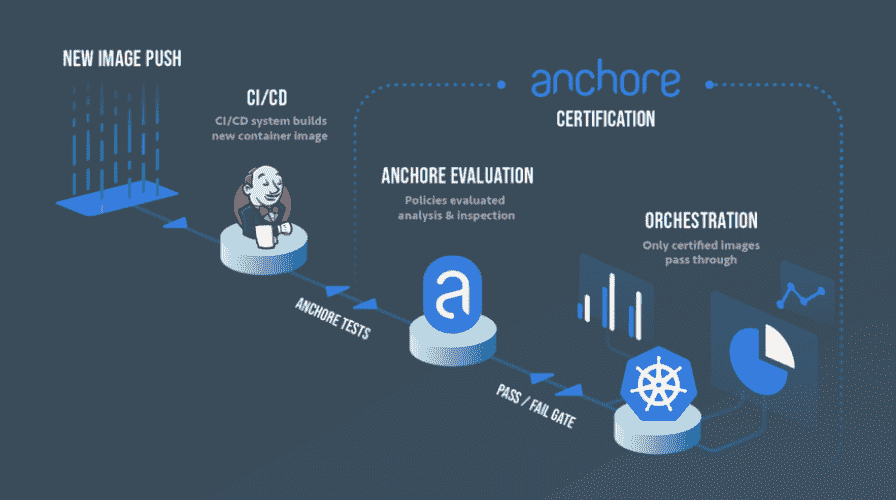 NEW IMAGE PUSH
CI/CD
CI/CD system builds
new container image
anchore
CERTIFICATION
ANCHORE EVALUATION
Policies evaluated
analysis & inspection
ORCHESTRATION
Only certified images
pass through
ANCHORE TESTS
a
PASS / FAIL GATE